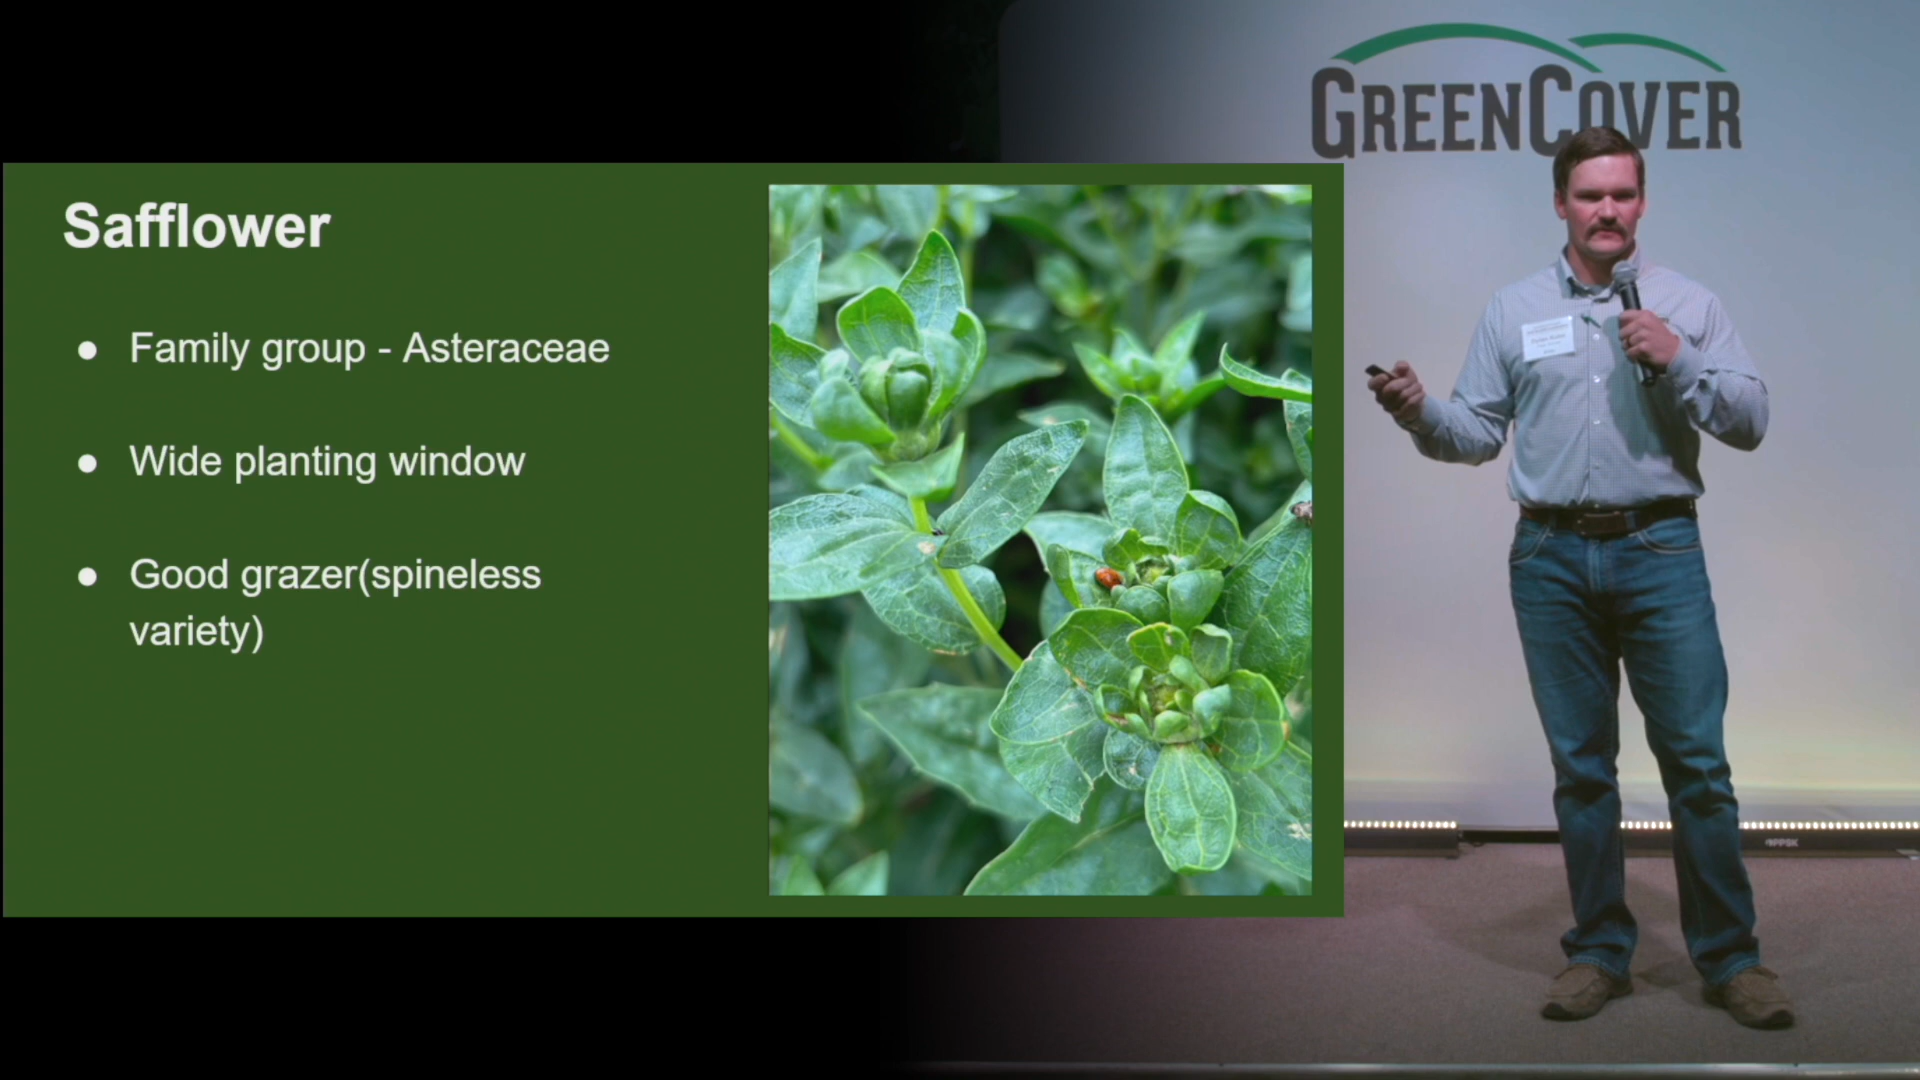 GREENCOVER
Safflower
● Family group - Asteraceae
● Wide planting window
● Good grazer(spineless
variety)